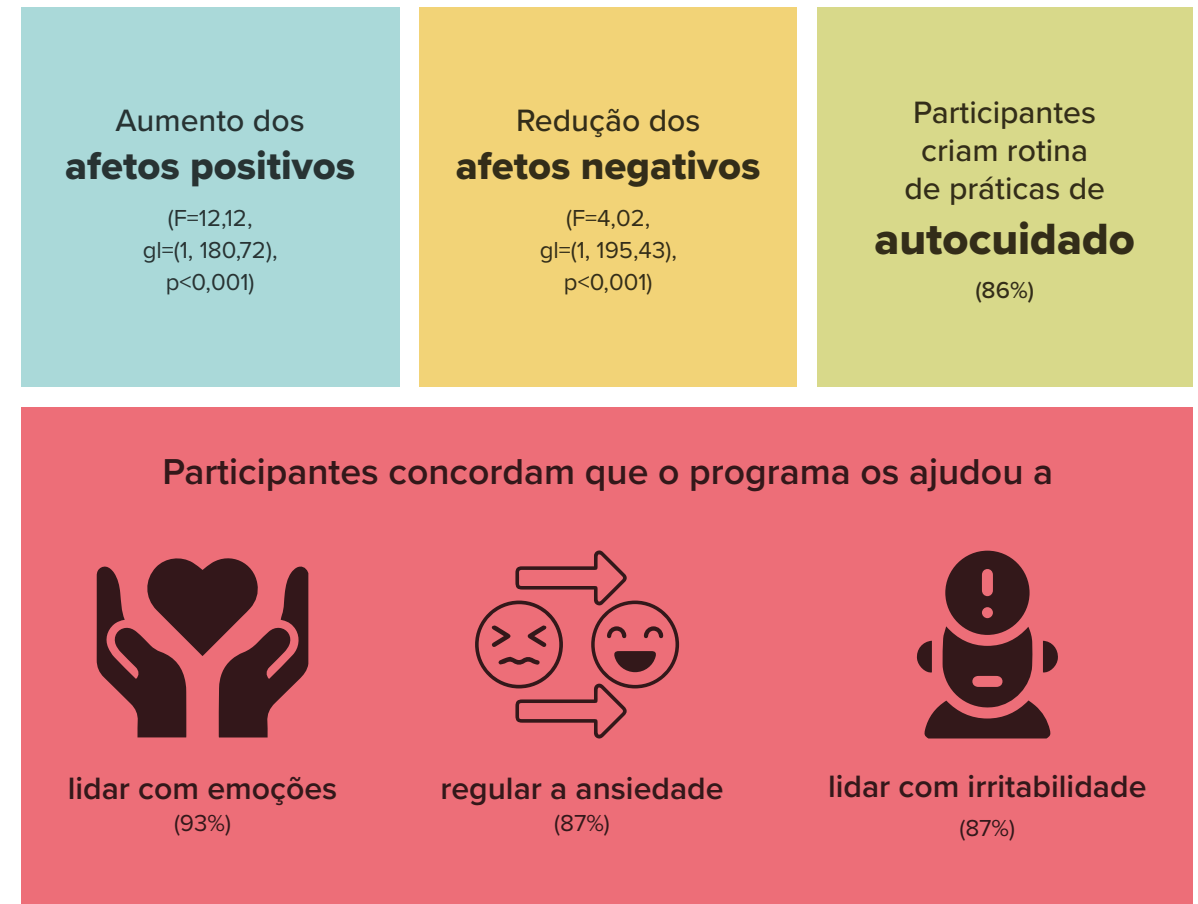 Aumento dos
afetos positivos
(F=12,12,
gl=(1, 180,72),
p<0,001)
Redução dos
afetos negativos
(F=4,02,
gl=(1, 195,43),
p<0,001)
Participantes
criam rotina
de práticas de
autocuidado
(86%)
Participantes concordam que o programa os ajudou a
lidar com emoções
(93%)
regular a ansiedade
(87%)
lidar com irritabilidade
(87%)